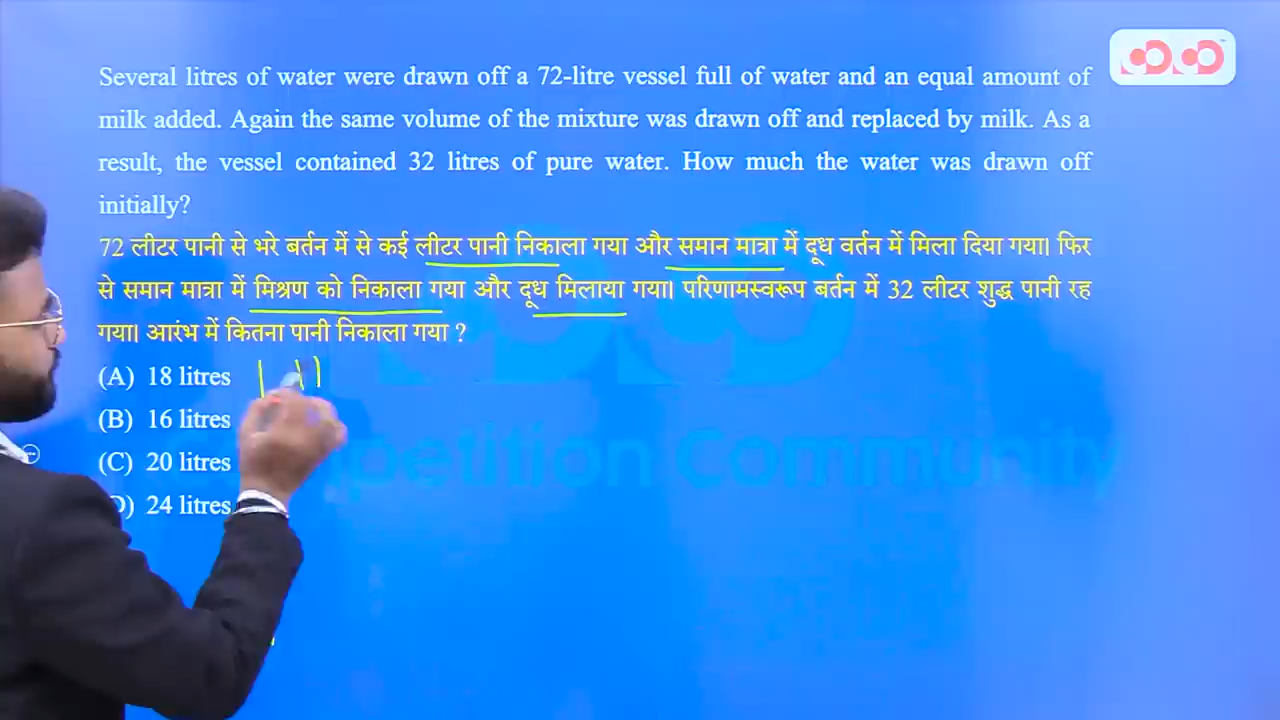 Several litres of water were drawn off a 72-litre vessel full of water and an equal amount of
milk added. Again the same volume of the mixture was drawn off and replaced by milk. As a
result, the vessel contained 32 litres of pure water. How much the water was drawn off
initially?
72 लीटर पानी से भरे बर्तन में से कई लीटर पानी निकाला गया और समान मात्रा में दूध वर्तन में मिला दिया गया। फिर
से समान मात्रा में मिश्रण को निकाला गया और दूध मिलाया गया। परिणामस्वरूप बर्तन में 32 लीटर शुद्ध पानी रह
गया। आरंभ में कितना पानी निकाला गया ?
(A) 18 litres
(B) 16 litres
(C) 20 litres
D) 24 litres
Competition Community